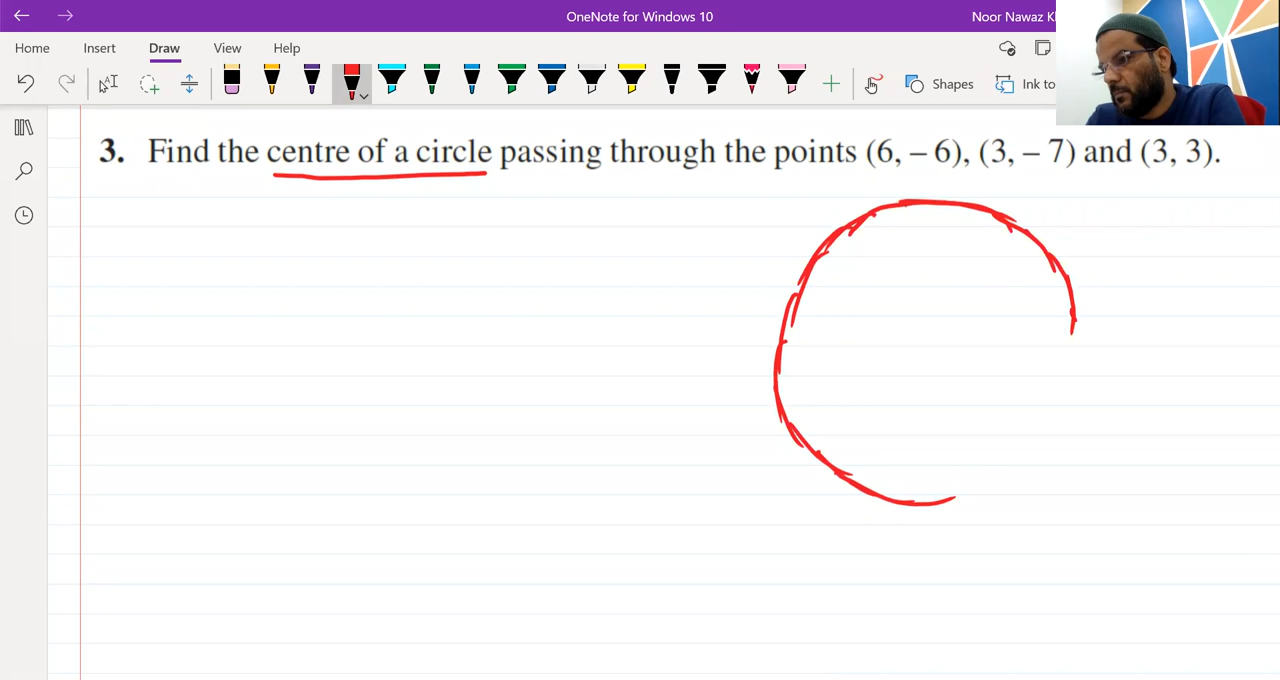 OneNote for Windows 10
Noor Nawaz
Home Insert Draw View Help
Shapes Ink to
3. Find the centre of a circle passing through the points (6, – 6), (3, – 7) and (3, 3).